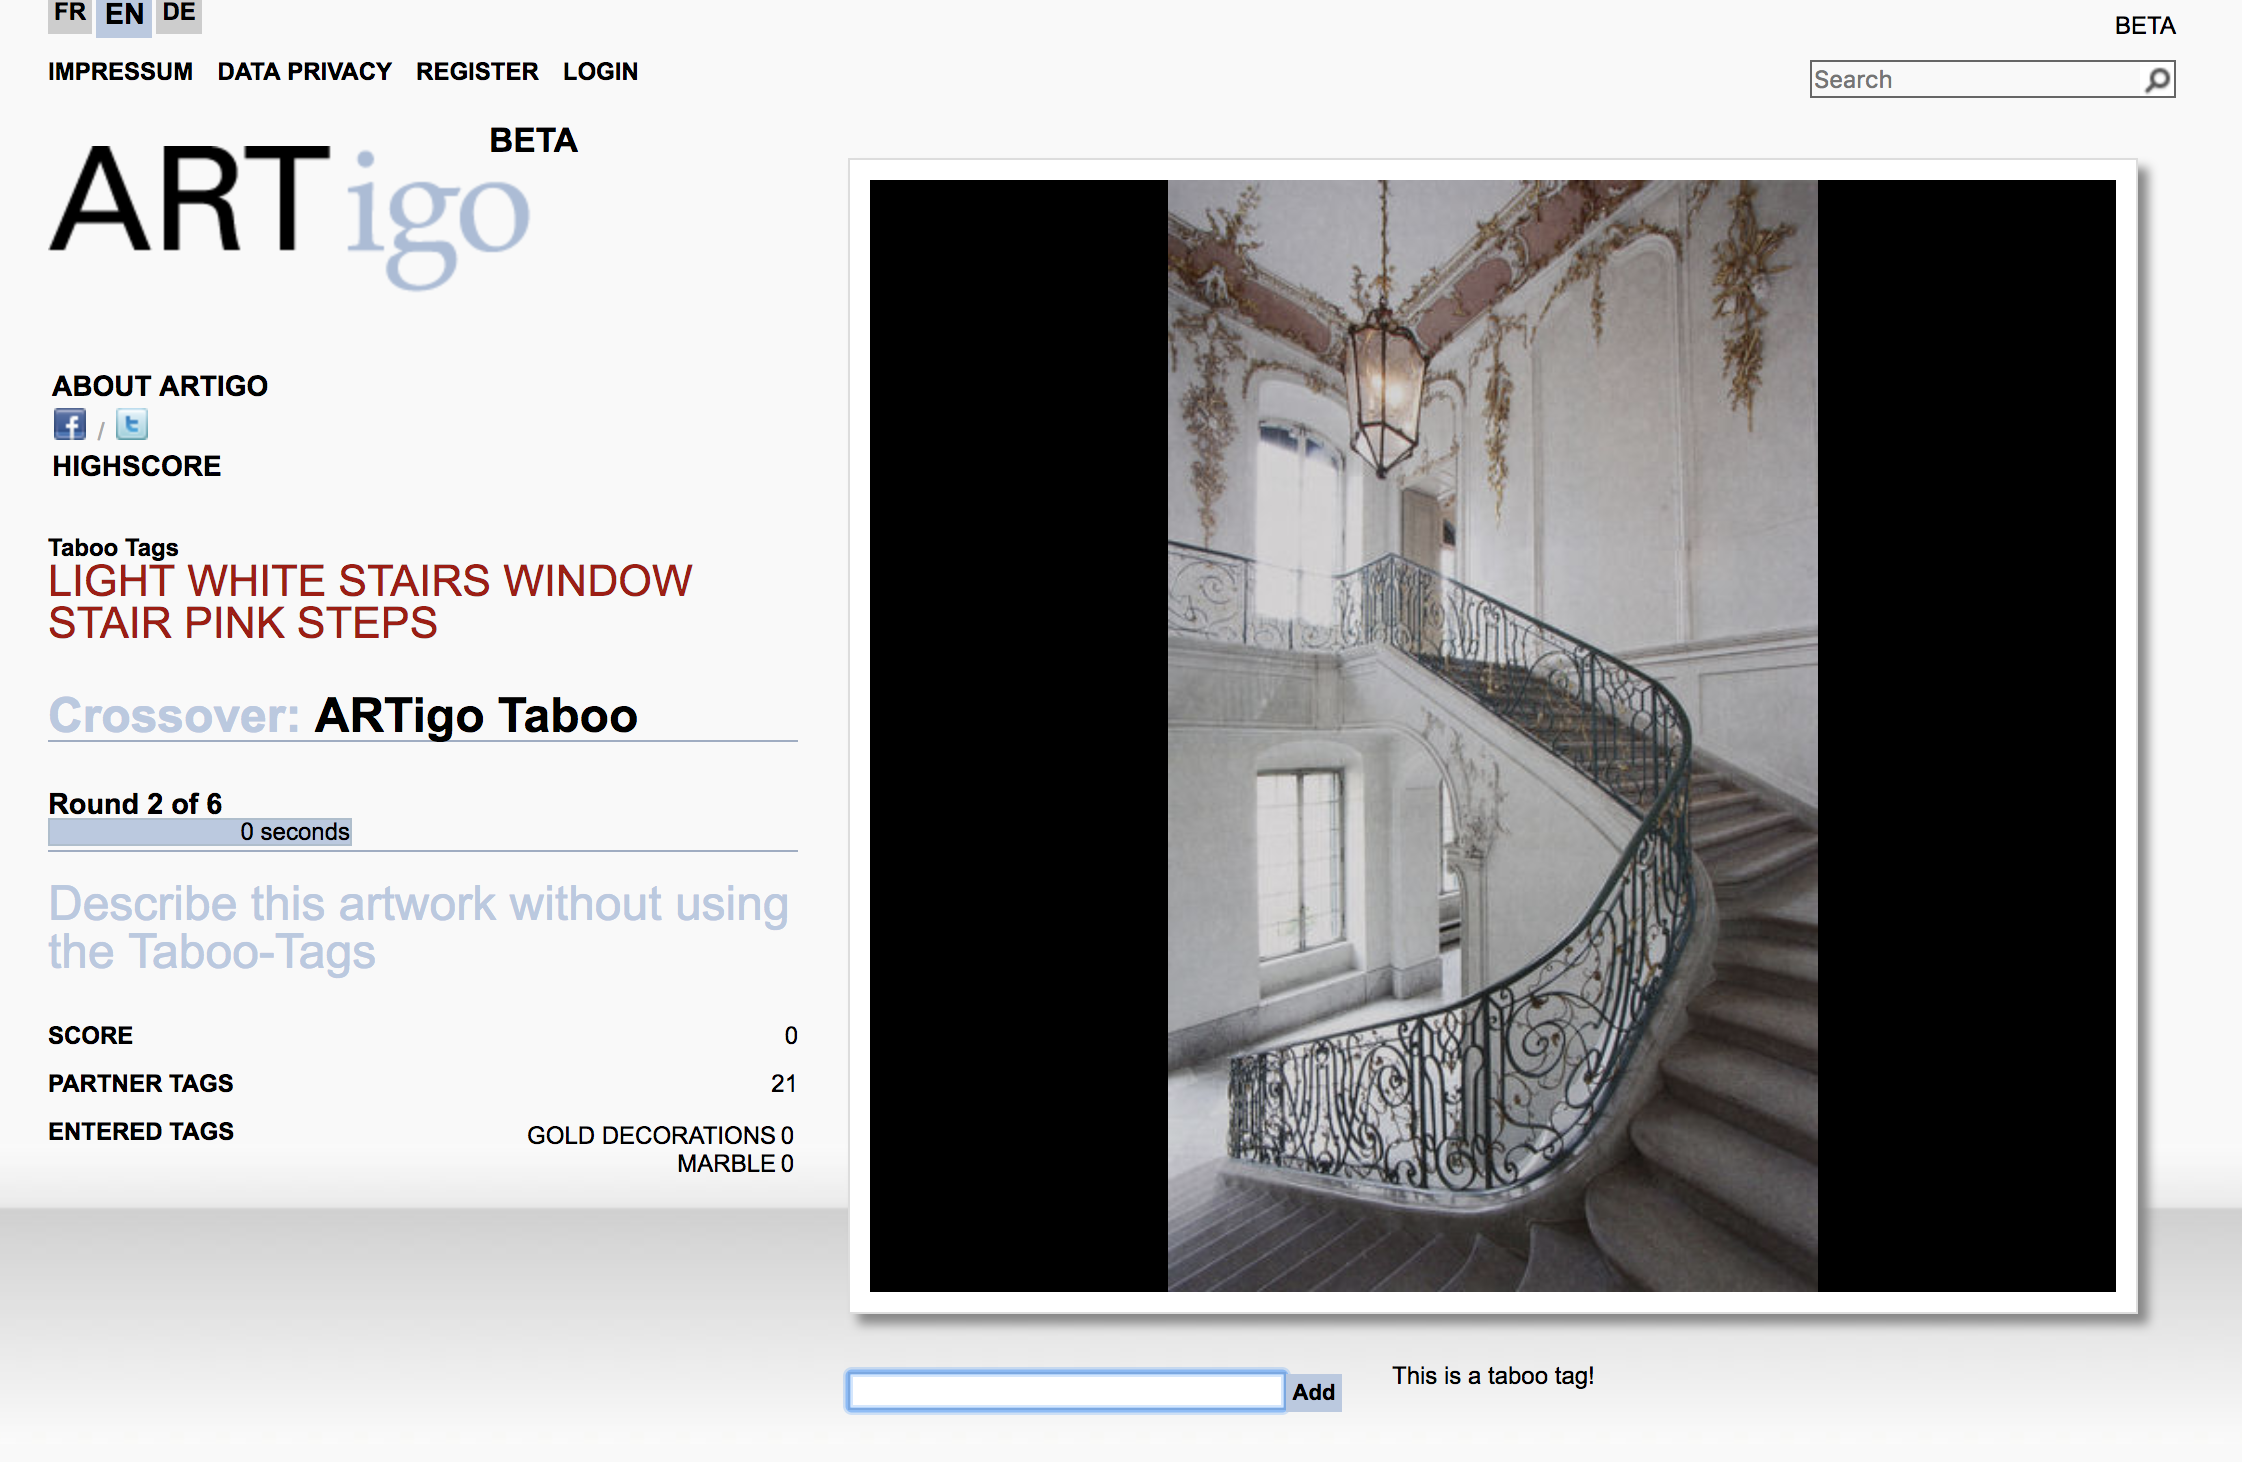 FR EN DE
BETA
IMPRESSUM DATA PRIVACY REGISTER LOGIN
Search
BETA
ARTigo
ABOUT ARTIGO
f / t
HIGHSCORE
Taboo Tags
LIGHT WHITE STAIRS WINDOW
STAIR PINK STEPS
Crossover: ARTigo Taboo
Round 2 of 6
0 seconds
Describe this artwork without using
the Taboo-Tags
SCORE 0
PARTNER TAGS 21
ENTERED TAGS GOLD DECORATIONS 0
MARBLE 0
Add
This is a taboo tag!